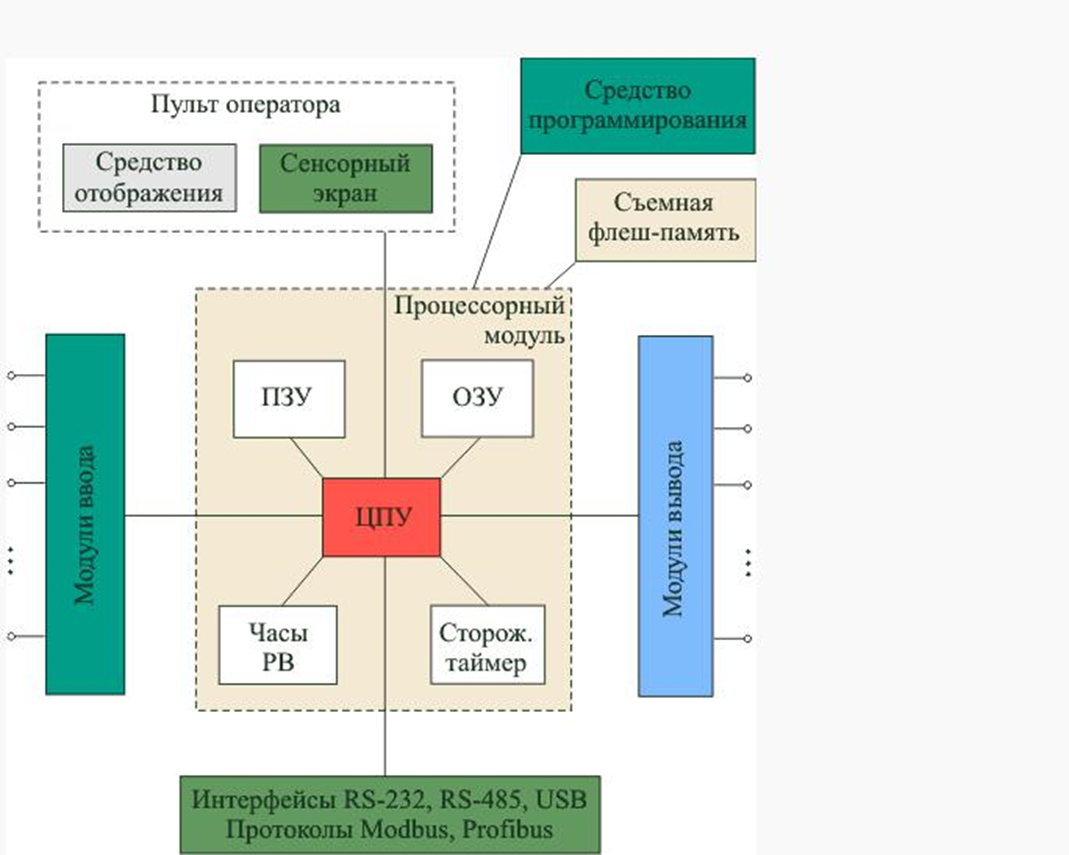 Пульт оператора
Средство
отображения
Сенсорный
экран
Средство
программирования
Съемная
флеш-память
Процессорный
модуль
ПЗУ
ОЗУ
Модули ввода
ЦПУ
Модули вывода
Часы
РВ
Сторож.
таймер
Интерфейсы RS-232, RS-485, USB
Протоколы Modbus, Profibus